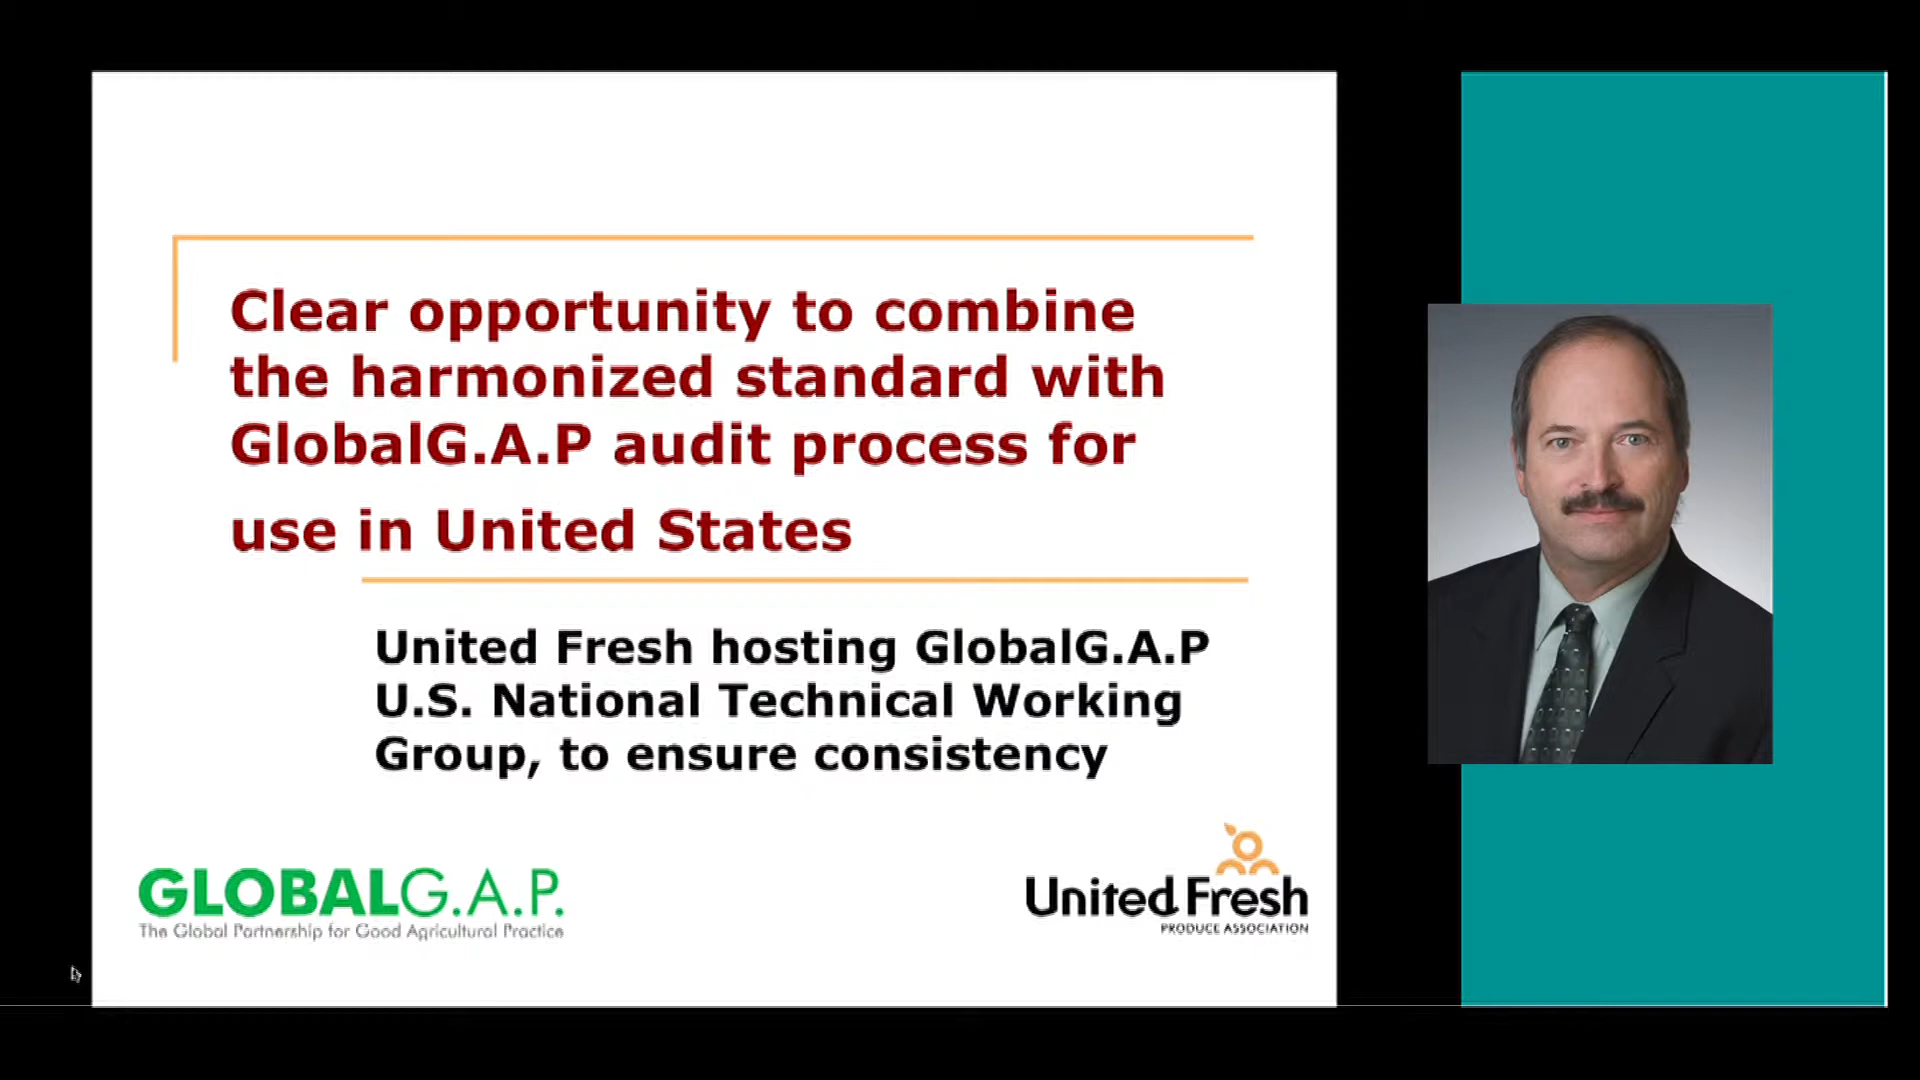 Clear opportunity to combine
the harmonized standard with
GlobalG.A.P audit process for
use in United States
United Fresh hosting GlobalG.A.P
U.S. National Technical Working
Group, to ensure consistency
GLOBALG.A.P.
The Global Partnership for Good Agricultural Practice
United Fresh
PRODUCE ASSOCIATION